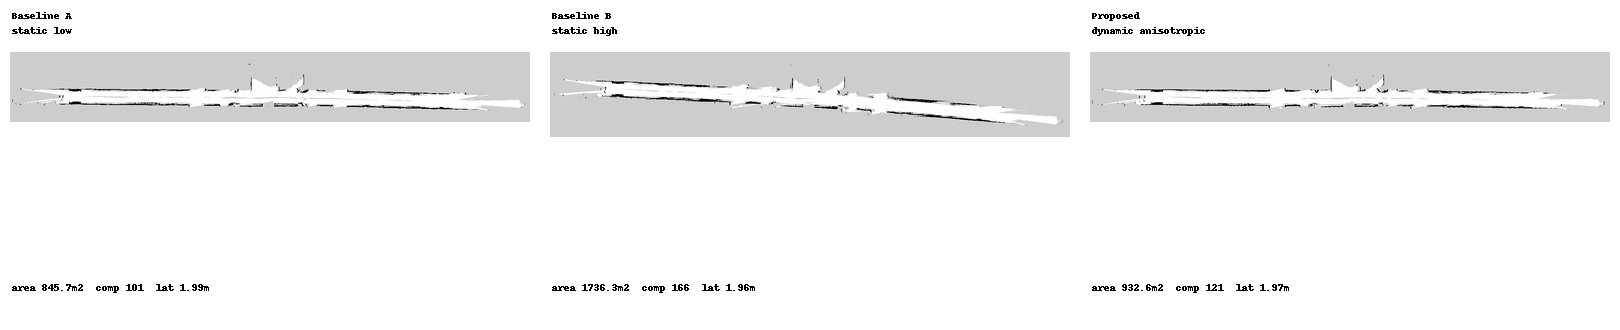 Baseline A
static low
Baseline B
static high
Proposed
dynamic anisotropic
area 845.7m2 comp 101 lat 1.99m
area 1736.3m2 comp 166 lat 1.96m
area 932.6m2 comp 121 lat 1.97m